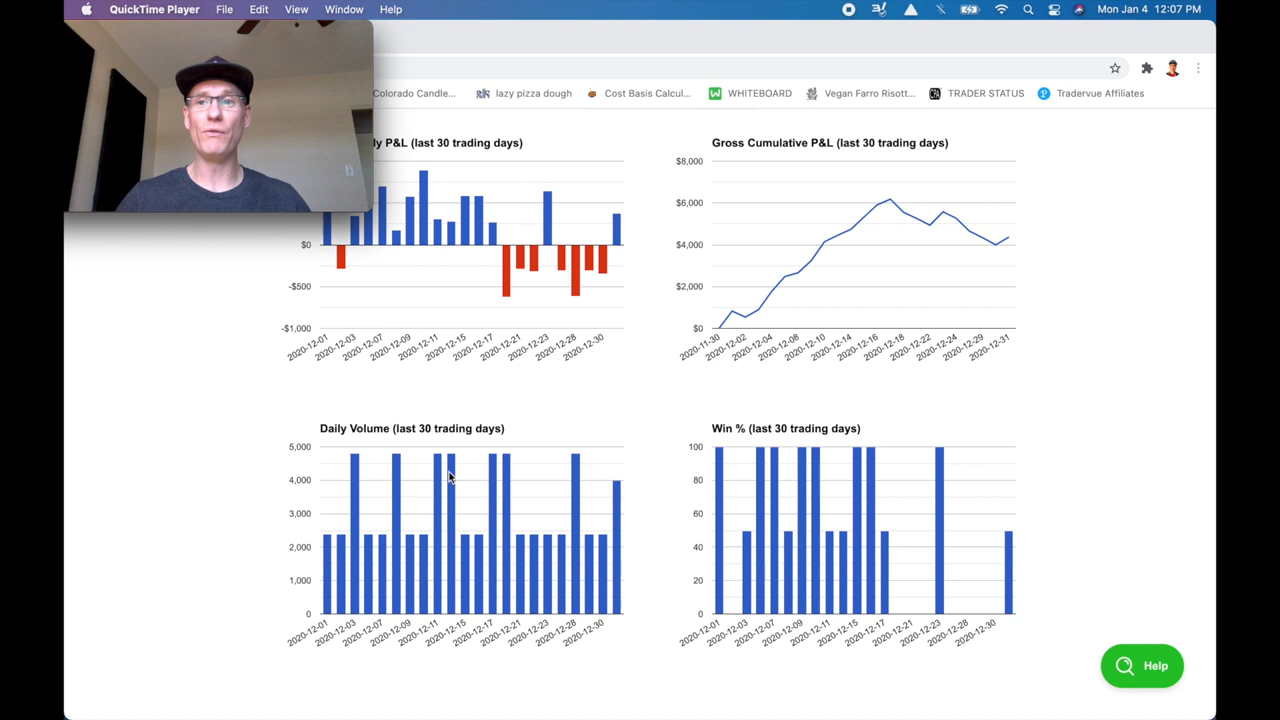 QuickTime Player File Edit View Window Help Mon Jan 4 12:07 PM
Colorado Candle... lazy pizza dough Cost Basis Calcul... WHITEBOARD Vegan Farro Risott... TRADER STATUS Tradervue Affiliates
ly P&L (last 30 trading days)
$0
-$500
-$1,000
2020-12-01 2020-12-03 2020-12-07 2020-12-09 2020-12-11 2020-12-15 2020-12-17 2020-12-21 2020-12-23 2020-12-28 2020-12-30
Gross Cumulative P&L (last 30 trading days)
$8,000
$6,000
$4,000
$2,000
$0
2020-11-30 2020-12-02 2020-12-04 2020-12-08 2020-12-10 2020-12-14 2020-12-16 2020-12-18 2020-12-22 2020-12-24 2020-12-29 2020-12-31
Daily Volume (last 30 trading days)
5,000
4,000
3,000
2,000
1,000
0
2020-12-01 2020-12-03 2020-12-07 2020-12-09 2020-12-11 2020-12-15 2020-12-17 2020-12-21 2020-12-23 2020-12-28 2020-12-30
Win % (last 30 trading days)
100
80
60
40
20
0
2020-12-01 2020-12-03 2020-12-07 2020-12-09 2020-12-11 2020-12-15 2020-12-17 2020-12-21 2020-12-23 2020-12-28 2020-12-30
Help